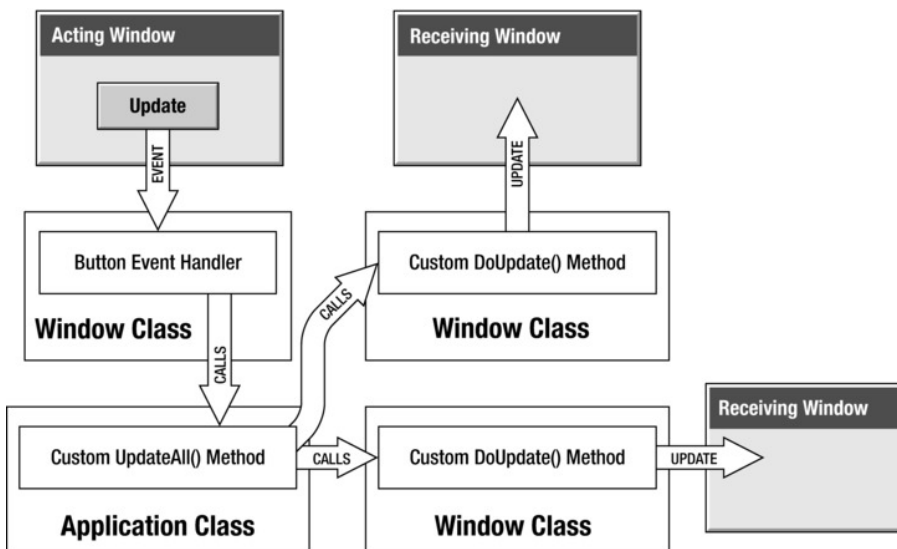 Acting Window
Update
EVENT
Button Event Handler
Window Class
CALLS
Custom UpdateAll() Method
Application Class
Receiving Window
UPDATE
Custom DoUpdate() Method
Window Class
CALLS
CALLS
Custom DoUpdate() Method
Window Class
UPDATE
Receiving Window